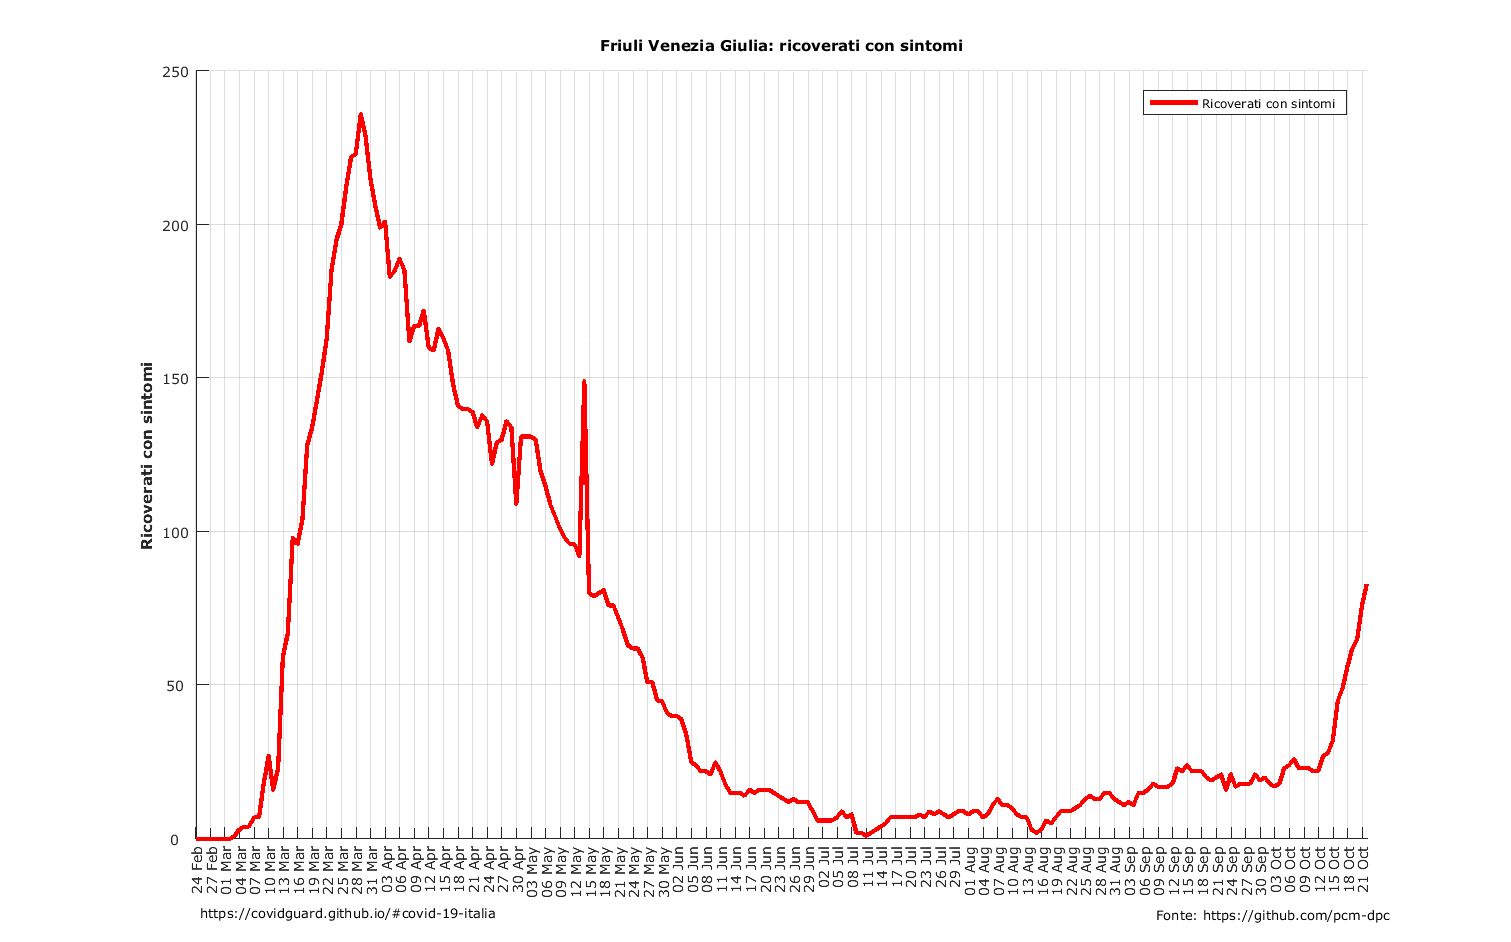 Friuli Venezia Giulia: ricoverati con sintomi
Ricoverati con sintomi
Ricoverati con sintomi
250
200
150
100
50
0
24 Feb
27 Feb
01 Mar
04 Mar
07 Mar
10 Mar
13 Mar
16 Mar
19 Mar
22 Mar
25 Mar
28 Mar
31 Mar
03 Apr
06 Apr
09 Apr
12 Apr
15 Apr
18 Apr
21 Apr
24 Apr
27 Apr
30 Apr
03 May
06 May
09 May
12 May
15 May
18 May
21 May
24 May
27 May
30 May
02 Jun
05 Jun
08 Jun
11 Jun
14 Jun
17 Jun
20 Jun
23 Jun
26 Jun
29 Jun
02 Jul
05 Jul
08 Jul
11 Jul
14 Jul
17 Jul
20 Jul
23 Jul
26 Jul
29 Jul
01 Aug
04 Aug
07 Aug
10 Aug
13 Aug
16 Aug
19 Aug
22 Aug
25 Aug
28 Aug
31 Aug
03 Sep
06 Sep
09 Sep
12 Sep
15 Sep
18 Sep
21 Sep
24 Sep
27 Sep
30 Sep
03 Oct
06 Oct
09 Oct
12 Oct
15 Oct
18 Oct
21 Oct
https://covidguard.github.io/#covid-19-italia
Fonte: https://github.com/pcm-dpc